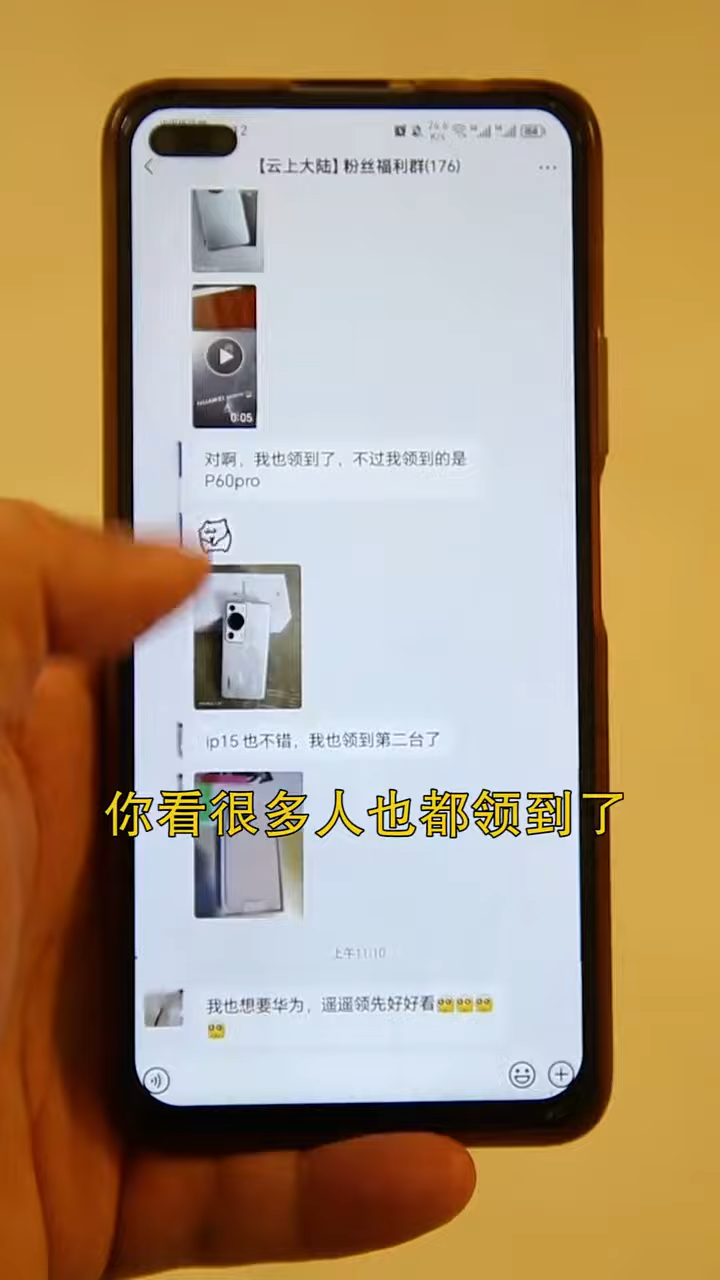 【云上大陆】粉丝福利群(176)
0:05
对啊，我也领到了，不过我领到的是
P60pro
ip15也不错，我也领到第二台了
你看很多人也都领到了
上午11:10
我也想要华为，遥遥领先好好看